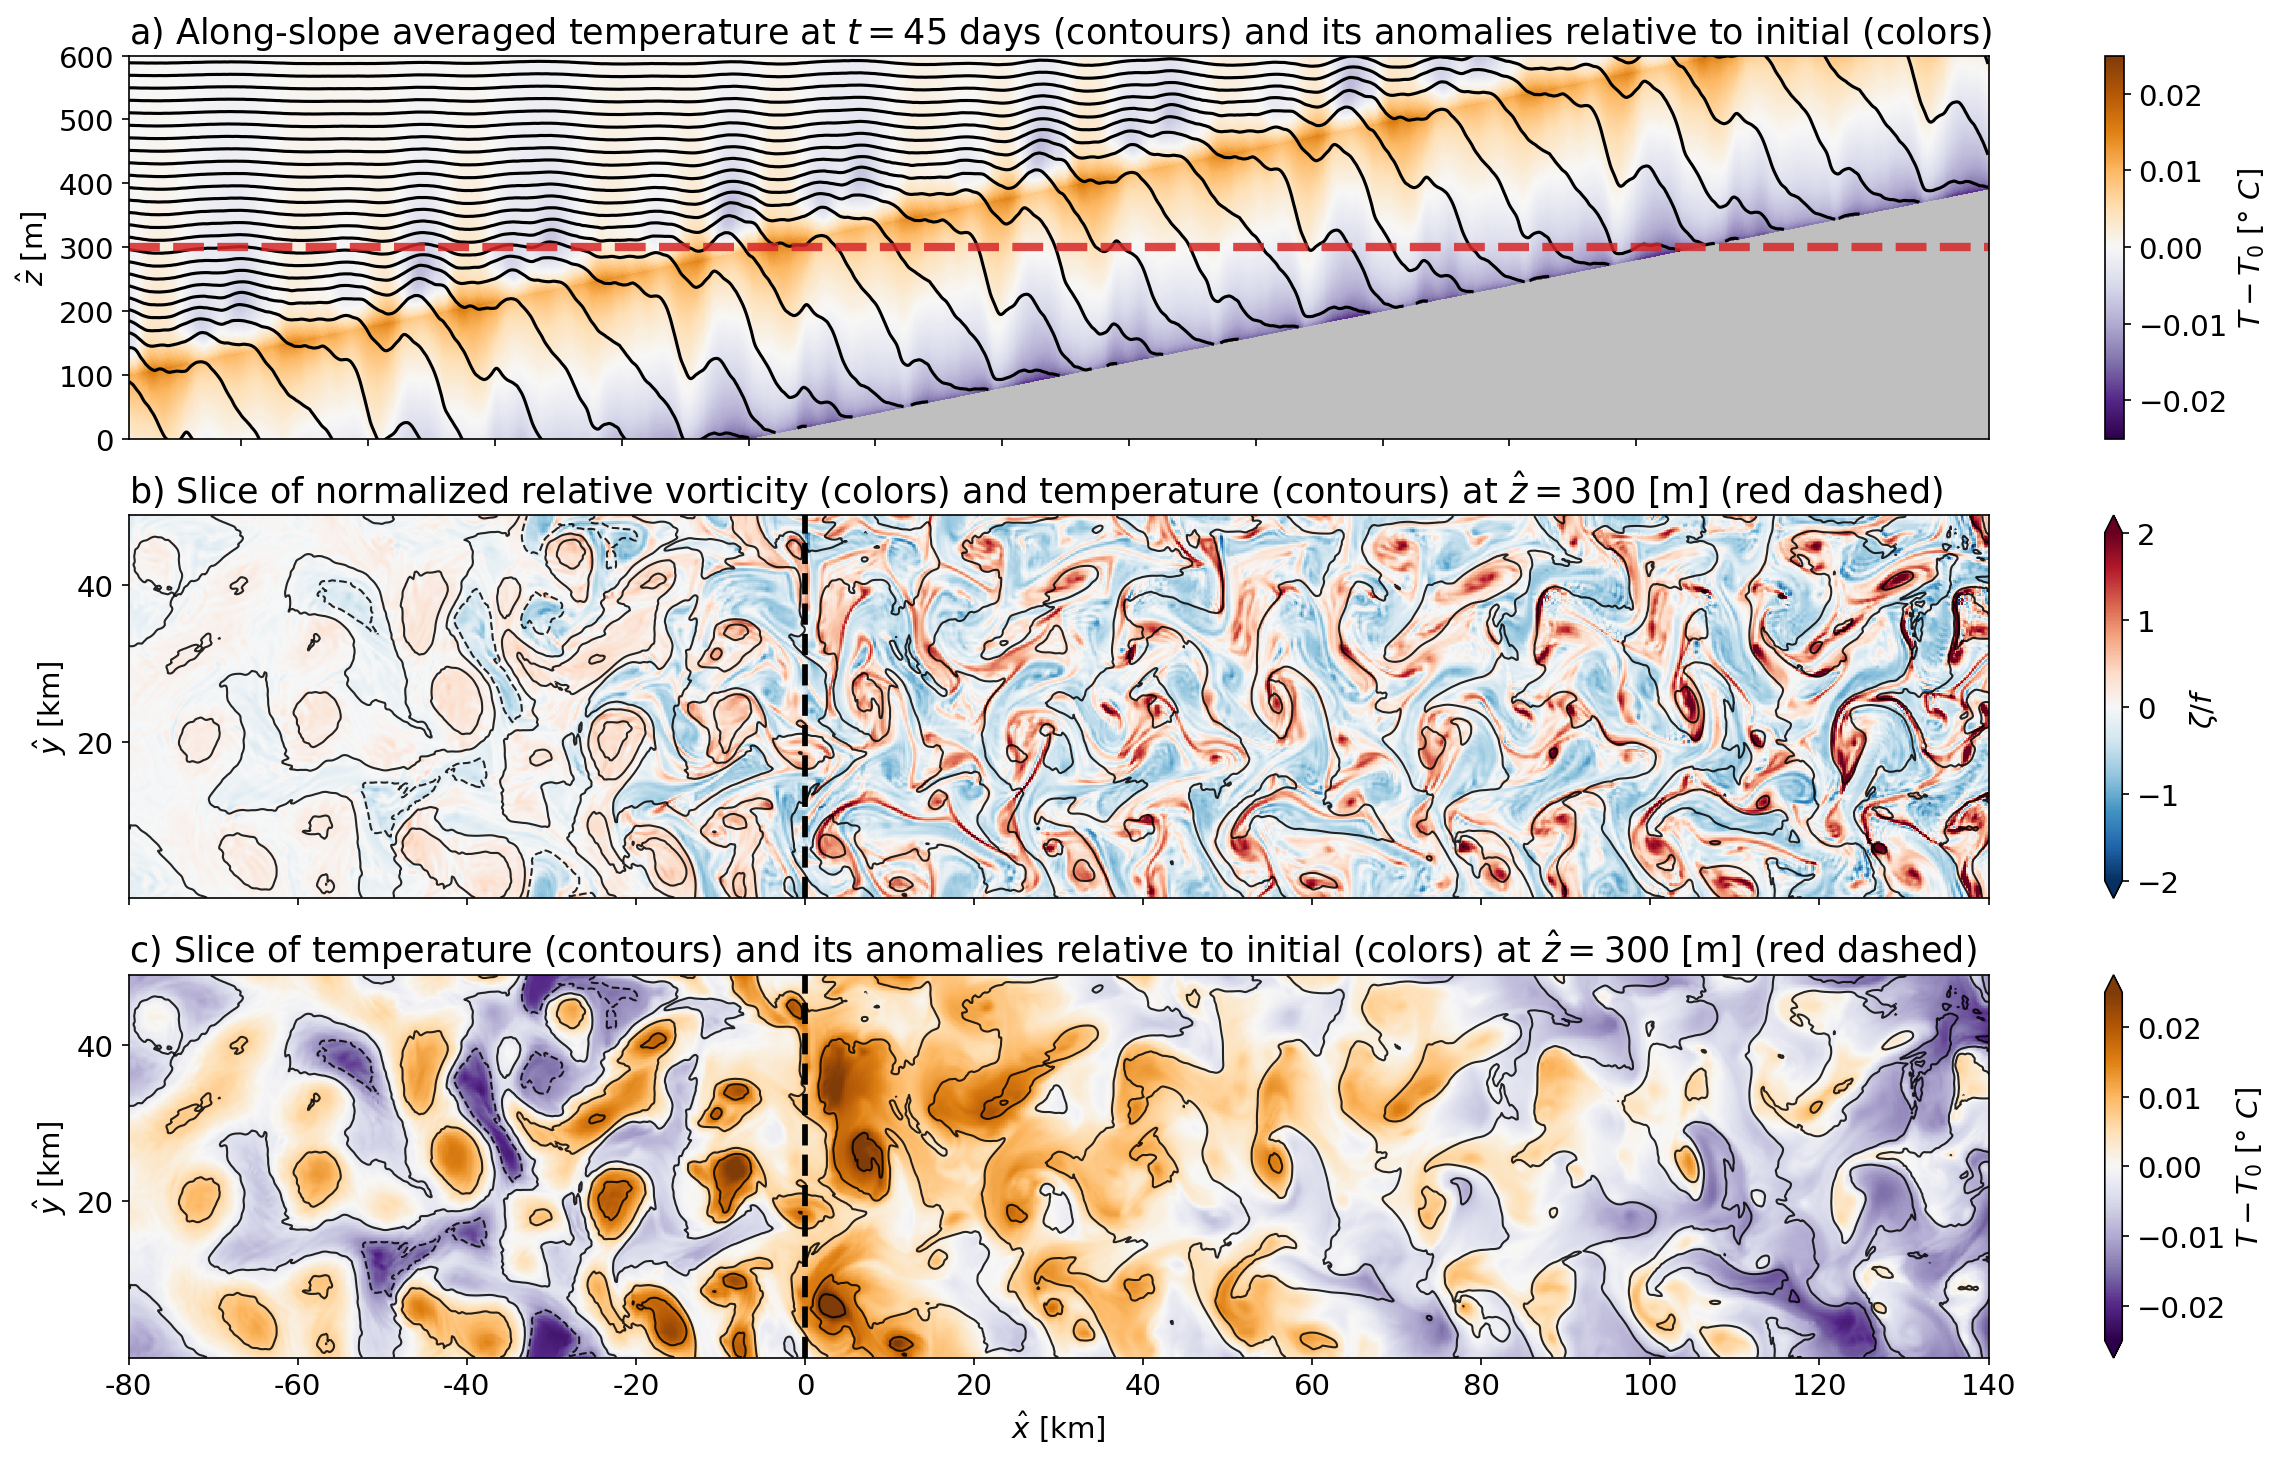 a) Along-slope averaged temperature at t = 45 days (contours) and its anomalies relative to initial (colors)
600
500
400
300
200
100
0
ẑ [m]
0.02
0.01
0.00
−0.01
−0.02
T − T₀ [° C]
b) Slice of normalized relative vorticity (colors) and temperature (contours) at ẑ = 300 [m] (red dashed)
40
20
ŷ [km]
2
1
0
−1
−2
ζ/f
c) Slice of temperature (contours) and its anomalies relative to initial (colors) at ẑ = 300 [m] (red dashed)
40
20
ŷ [km]
0.02
0.01
0.00
−0.01
−0.02
T − T₀ [° C]
-80 -60 -40 -20 0 20 40 60 80 100 120 140
x̂ [km]